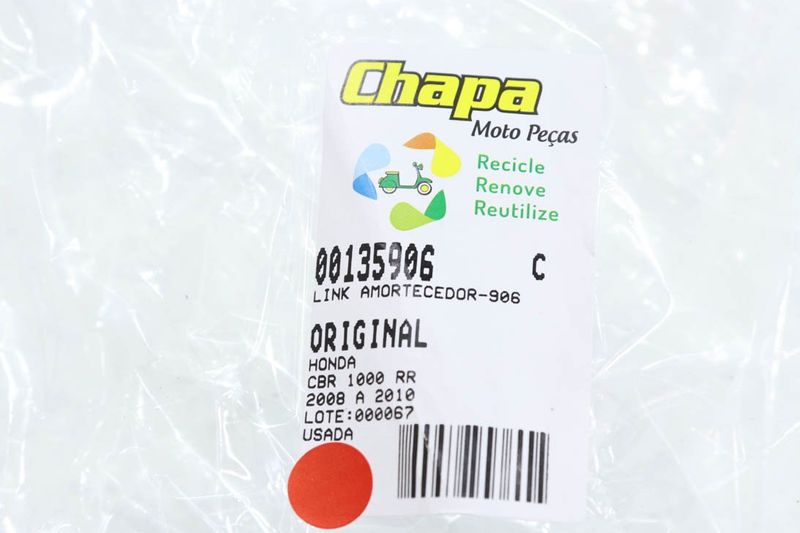 Chapa
Moto Peças
Recicle
Renove
Reutilize
00135906 C
LINK AMORTECEDOR-906
ORIGINAL
HONDA
CBR 1000 RR
2008 A 2010
LOTE:000067
USADA